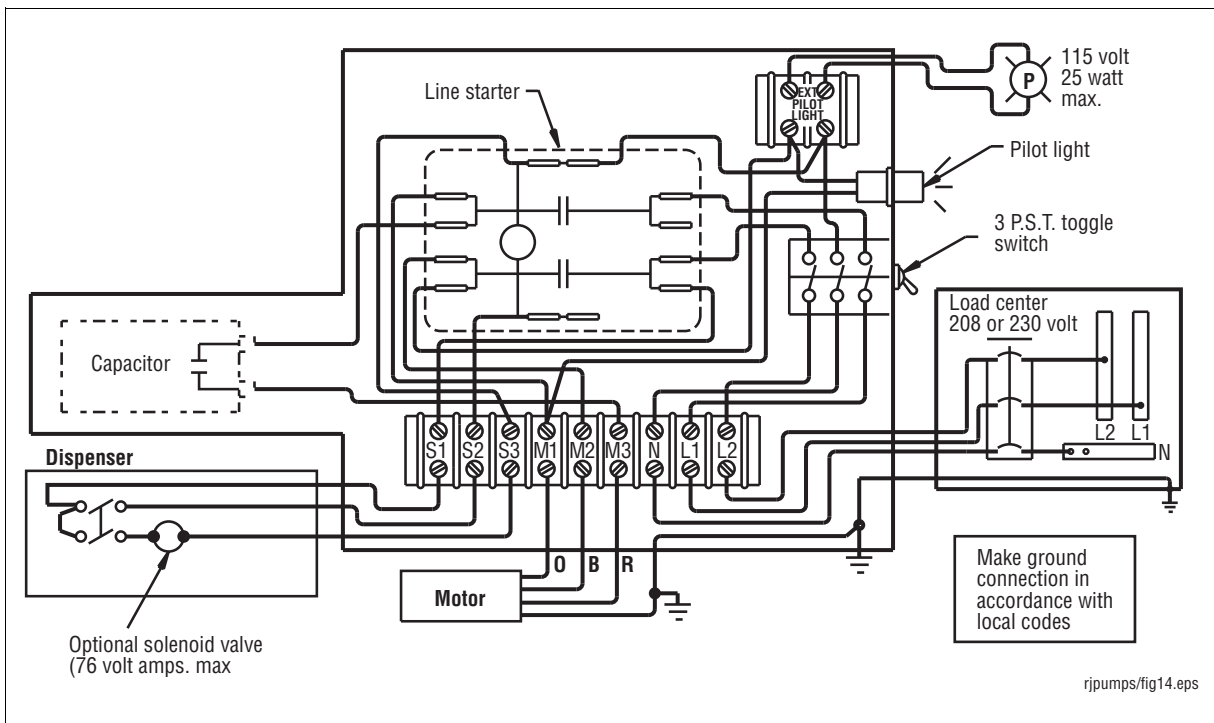 115 volt
25 watt
max.
P
EXT
PILOT
LIGHT
Line starter
Pilot light
3 P.S.T. toggle
switch
Load center
208 or 230 volt
Capacitor
L2 L1
N
S1 S2 S3 M1 M2 M3 N L1 L2
Dispenser
O B R
Motor
Make ground
connection in
accordance with
local codes
Optional solenoid valve
(76 volt amps. max
rjpumps/fig14.eps